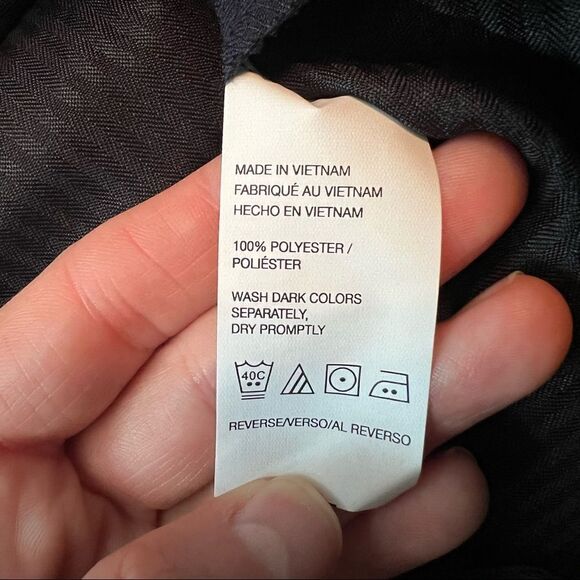 MADE IN VIETNAM
FABRIQUÉ AU VIETNAM
HECHO EN VIETNAM
100% POLYESTER /
POLIÉSTER
WASH DARK COLORS
SEPARATELY,
DRY PROMPTLY
40C
REVERSE/VERSO/AL REVERSO